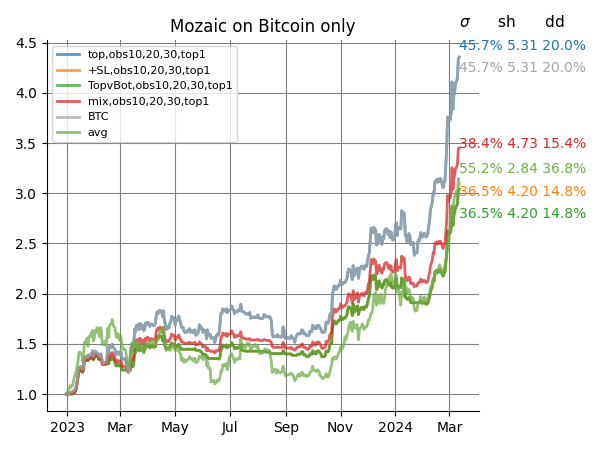 Mozaic on Bitcoin only
σ sh dd
top,obs10,20,30,top1
+SL,obs10,20,30,top1
TopvBot,obs10,20,30,top1
mix,obs10,20,30,top1
BTC
avg
45.7% 5.31 20.0%
45.7% 5.31 20.0%
38.4% 4.73 15.4%
55.2% 2.84 36.8%
36.5% 4.20 14.8%
36.5% 4.20 14.8%
4.5
4.0
3.5
3.0
2.5
2.0
1.5
1.0
2023 Mar May Jul Sep Nov 2024 Mar